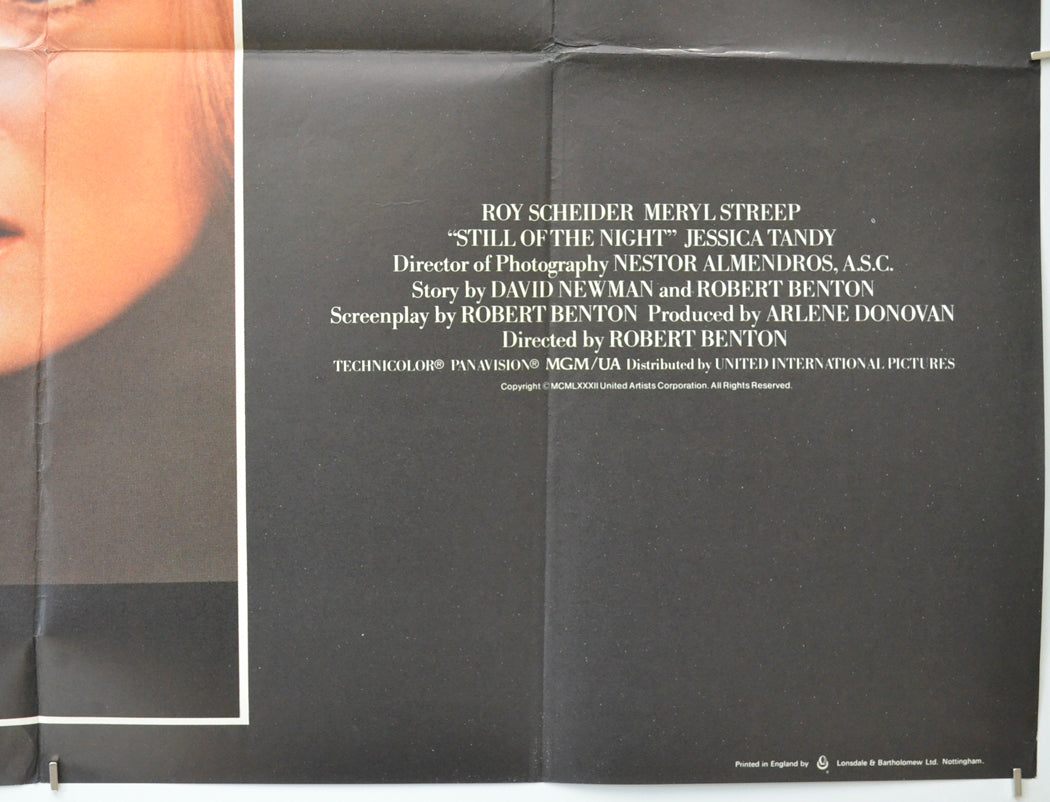 ROY SCHEIDER MERYL STREEP
“STILL OF THE NIGHT” JESSICA TANDY
Director of Photography NESTOR ALMENDROS, A.S.C.
Story by DAVID NEWMAN and ROBERT BENTON
Screenplay by ROBERT BENTON Produced by ARLENE DONOVAN
Directed by ROBERT BENTON
TECHNICOLOR® PANAVISION® MGM/UA Distributed by UNITED INTERNATIONAL PICTURES
Copyright © MCMLXXXII United Artists Corporation. All Rights Reserved.
Printed in England by Lonsdale & Bartholomew Ltd. Nottingham.